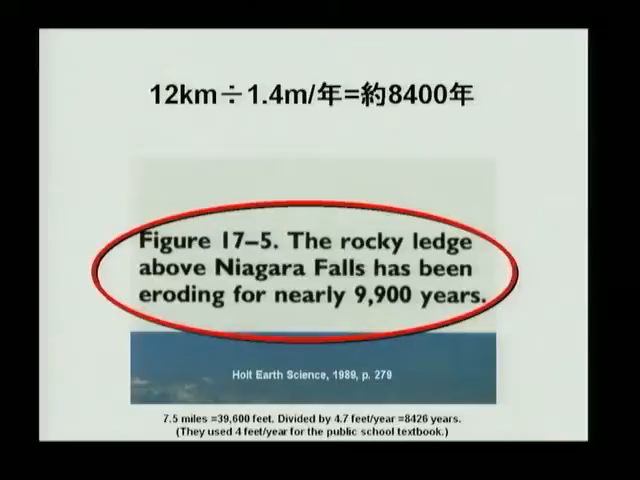 12km÷1.4m/年=約8400年
Figure 17–5. The rocky ledge
above Niagara Falls has been
eroding for nearly 9,900 years.
Holt Earth Science, 1989, p. 279
7.5 miles =39,600 feet. Divided by 4.7 feet/year =8426 years.
(They used 4 feet/year for the public school textbook.)